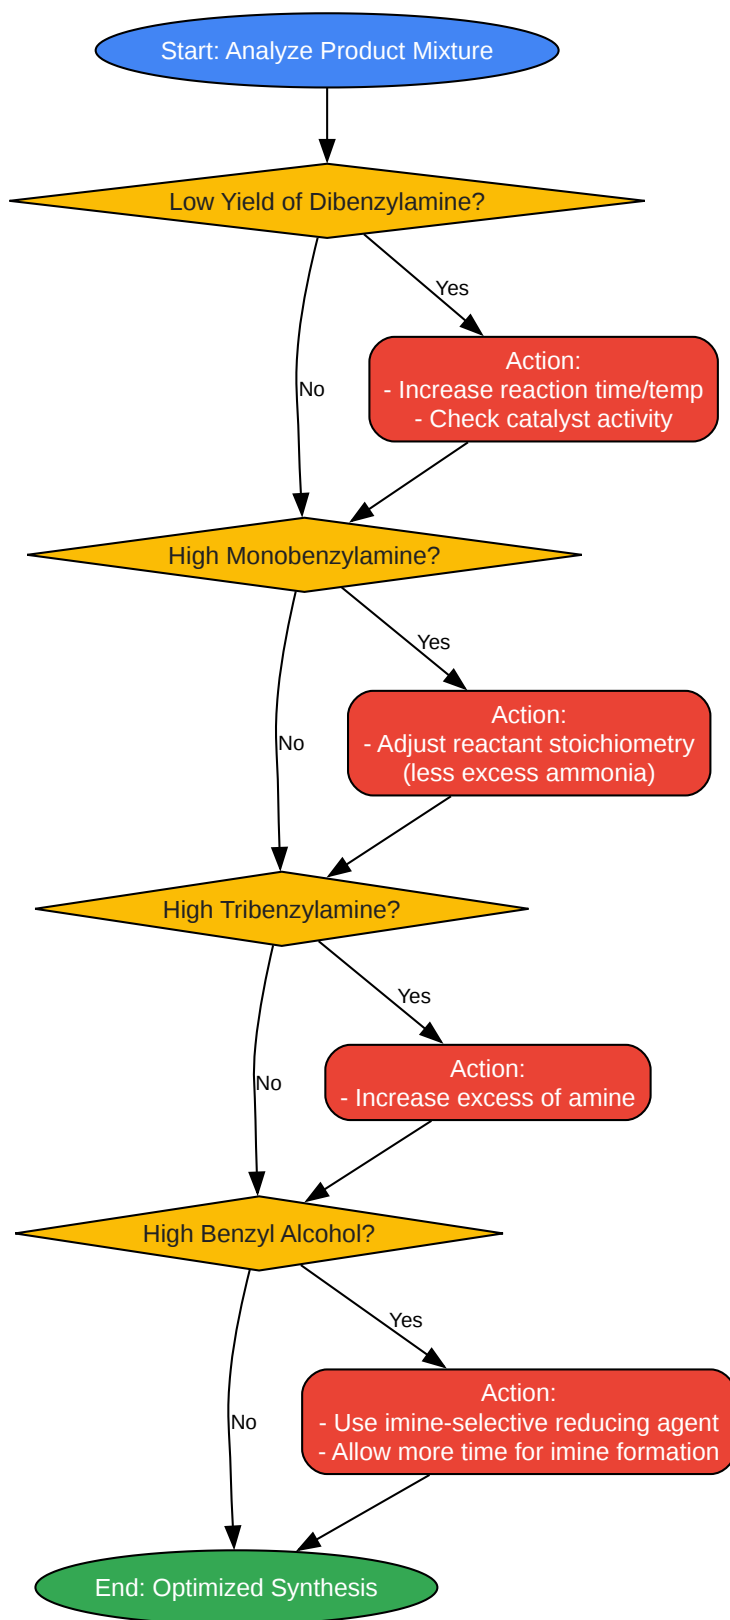 Start: Analyze Product Mixture
Low Yield of Dibenzylamine?
Yes
Action:
- Increase reaction time/temp
- Check catalyst activity
No
High Monobenzylamine?
Yes
Action:
- Adjust reactant stoichiometry
(less excess ammonia)
No
High Tribenzylamine?
Yes
Action:
- Increase excess of amine
No
High Benzyl Alcohol?
Yes
Action:
- Use imine-selective reducing agent
- Allow more time for imine formation
No
End: Optimized Synthesis